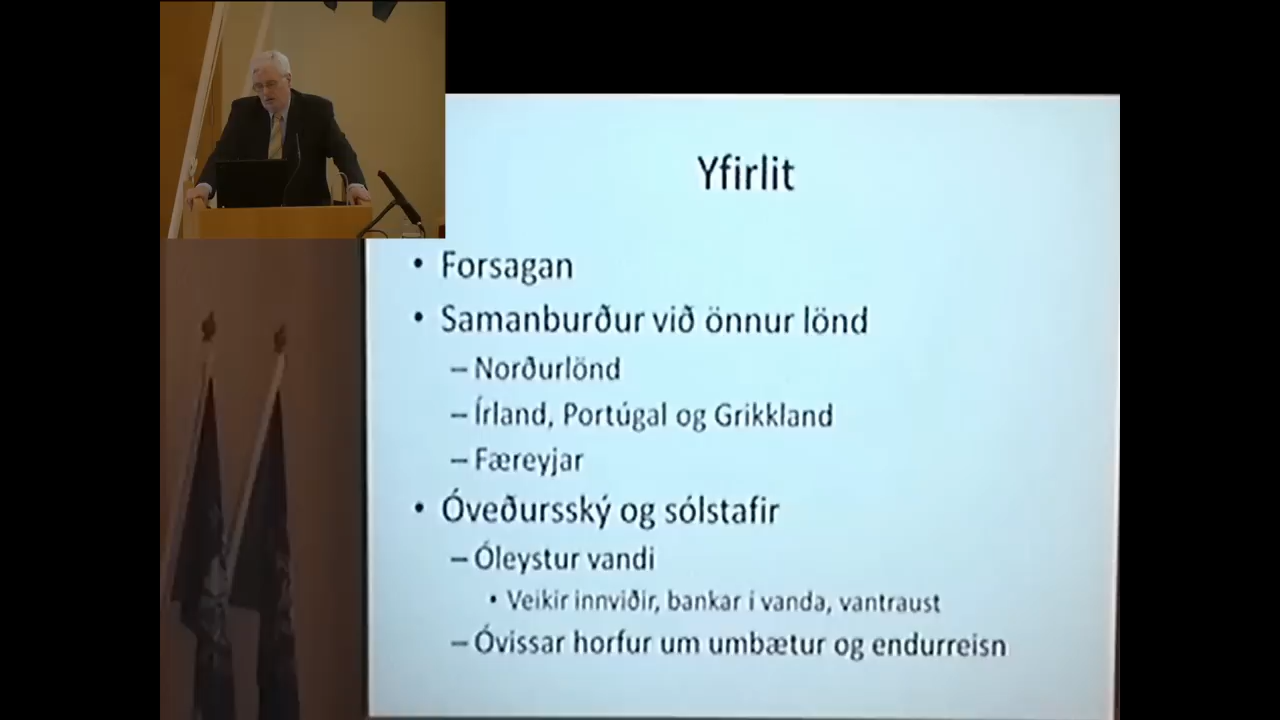 Yfirlit
• Forsagan
• Samanburður við önnur lönd
– Norðurlönd
– Írland, Portúgal og Grikkland
– Færeyjar
• Óveðursský og sólstafir
– Óleystur vandi
• Veikir innviðir, bankar í vanda, vantraust
– Óvissar horfur um umbætur og endurreisn